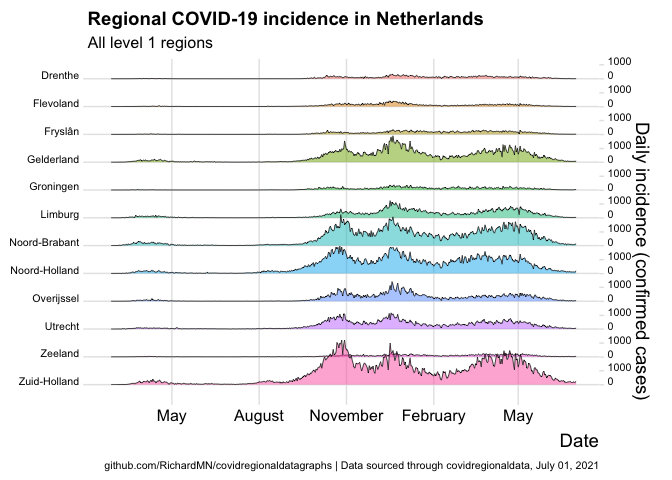 Regional COVID-19 incidence in Netherlands
All level 1 regions
Drenthe
Flevoland
Fryslân
Gelderland
Groningen
Limburg
Noord-Brabant
Noord-Holland
Overijssel
Utrecht
Zeeland
Zuid-Holland
1000
0
1000
0
1000
0
1000
0
1000
0
1000
0
1000
0
1000
0
1000
0
1000
0
1000
0
1000
0
Daily incidence (confirmed cases)
May August November February May
Date
github.com/RichardMN/covidregionaldatagraphs | Data sourced through covidregionaldata, July 01, 2021